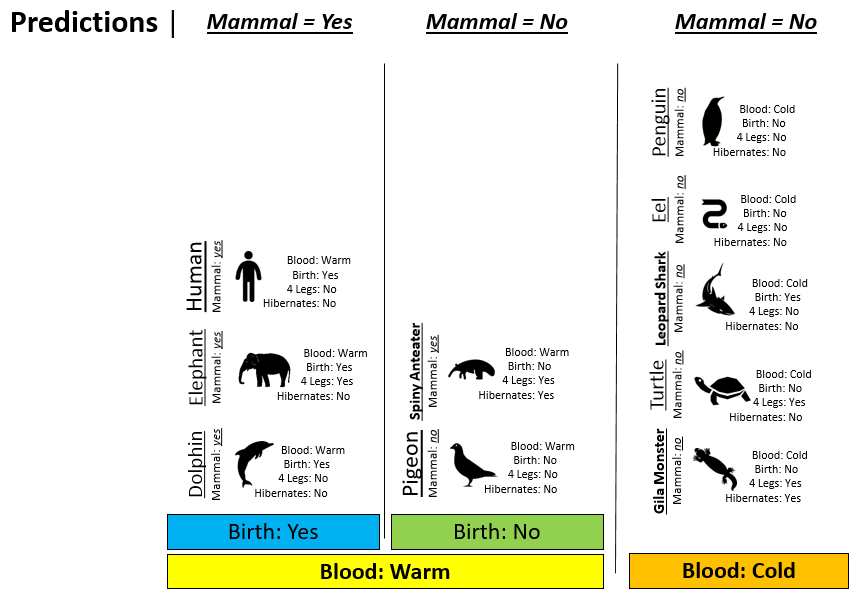 Predictions |
Mammal = Yes
Mammal = No
Mammal = No
Human
Mammal: yes
Blood: Warm
Birth: Yes
4 Legs: No
Hibernates: No
Elephant
Mammal: yes
Blood: Warm
Birth: Yes
4 Legs: Yes
Hibernates: No
Dolphin
Mammal: yes
Blood: Warm
Birth: Yes
4 Legs: No
Hibernates: No
Spiny Anteater
Mammal: yes
Blood: Warm
Birth: No
4 Legs: Yes
Hibernates: Yes
Pigeon
Mammal: no
Blood: Warm
Birth: No
4 Legs: No
Hibernates: No
Penguin
Mammal: no
Blood: Cold
Birth: No
4 Legs: No
Hibernates: No
Eel
Mammal: no
Blood: Cold
Birth: No
4 Legs: No
Hibernates: No
Leopard Shark
Mammal: no
Blood: Cold
Birth: Yes
4 Legs: No
Hibernates: No
Turtle
Mammal: no
Blood: Cold
Birth: No
4 Legs: Yes
Hibernates: No
Gila Monster
Mammal: no
Blood: Cold
Birth: No
4 Legs: Yes
Hibernates: Yes
Birth: Yes
Birth: No
Blood: Warm
Blood: Cold